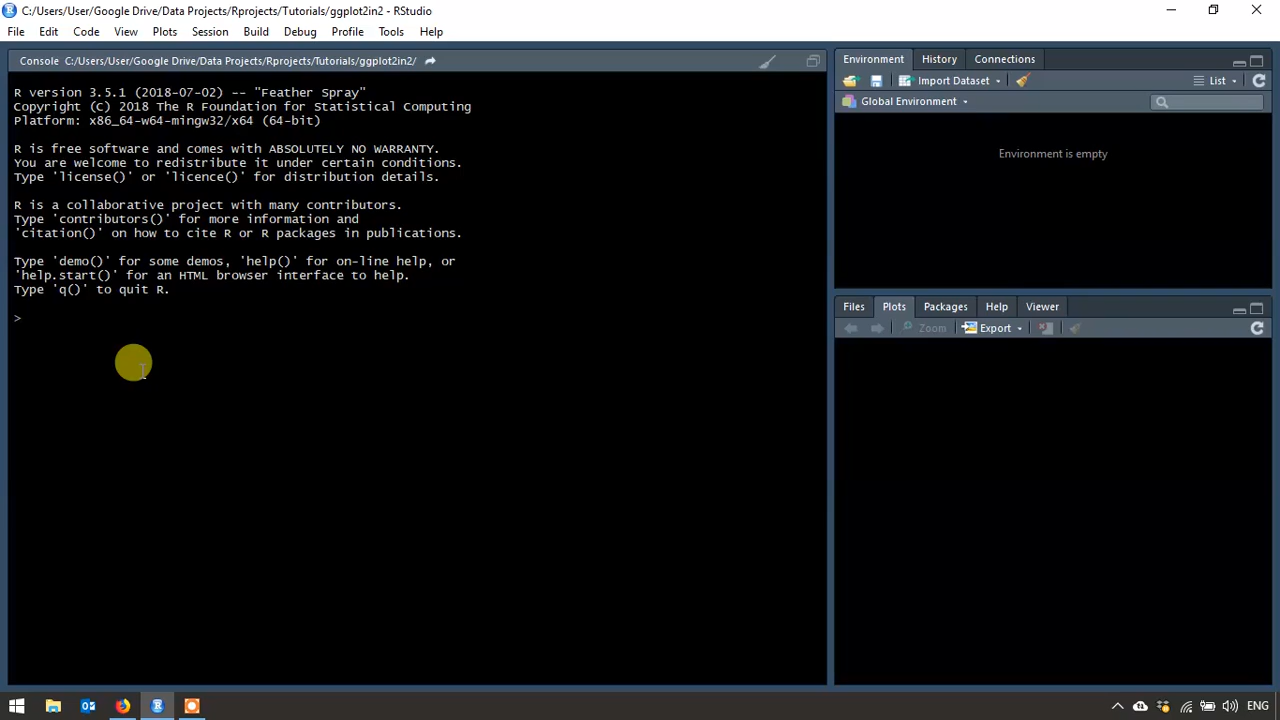 C:/Users/User/Google Drive/Data Projects/Rprojects/Tutorials/ggplot2in2 - RStudio
File Edit Code View Plots Session Build Debug Profile Tools Help
Console C:/Users/User/Google Drive/Data Projects/Rprojects/Tutorials/ggplot2in2/
R version 3.5.1 (2018-07-02) -- "Feather Spray"
Copyright (C) 2018 The R Foundation for Statistical Computing
Platform: x86_64-w64-mingw32/x64 (64-bit)
R is free software and comes with ABSOLUTELY NO WARRANTY.
You are welcome to redistribute it under certain conditions.
Type 'license()' or 'licence()' for distribution details.
R is a collaborative project with many contributors.
Type 'contributors()' for more information and
'citation()' on how to cite R or R packages in publications.
Type 'demo()' for some demos, 'help()' for on-line help, or
'help.start()' for an HTML browser interface to help.
Type 'q()' to quit R.
>
Environment History Connections
Import Dataset List
Global Environment
Environment is empty
Files Plots Packages Help Viewer
Zoom Export
ENG